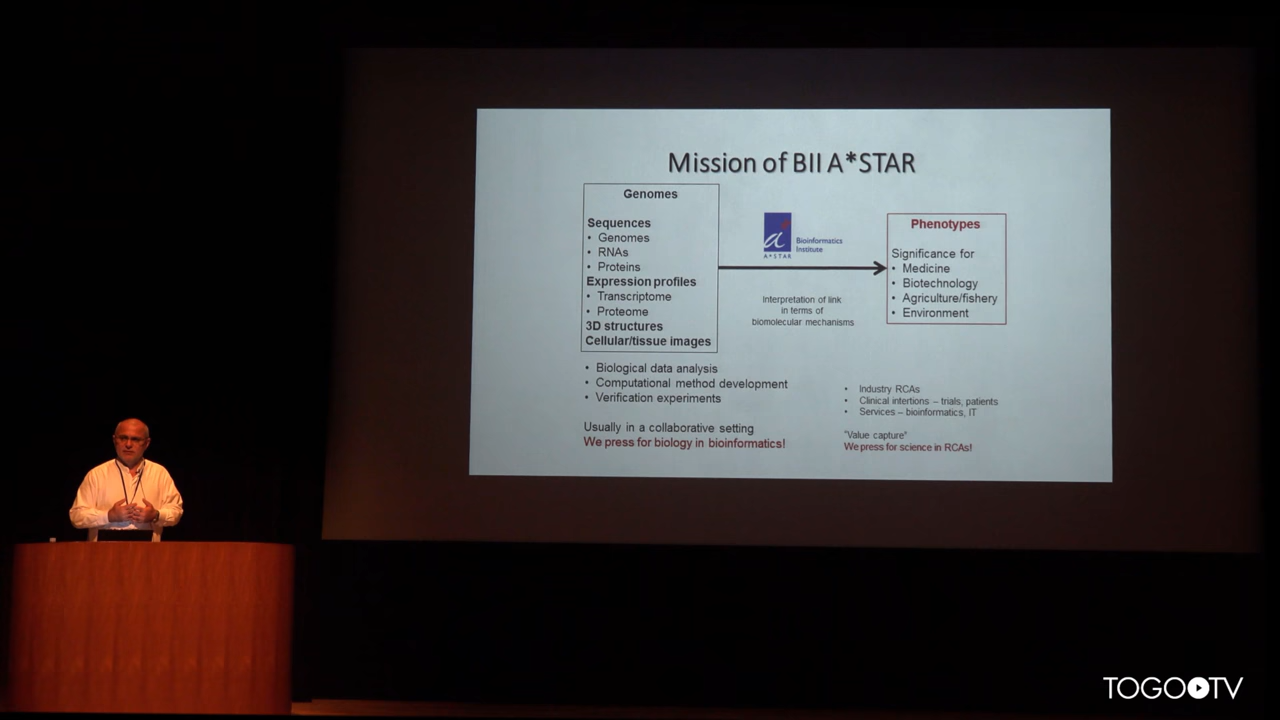 Mission of BII A*STAR
Genomes
Sequences
• Genomes
• RNAs
• Proteins
Expression profiles
• Transcriptome
• Proteome
3D structures
Cellular/tissue images
a
A*STAR
Bioinformatics
Institute
Interpretation of link
in terms of
biomolecular mechanisms
Phenotypes
Significance for
• Medicine
• Biotechnology
• Agriculture/fishery
• Environment
• Biological data analysis
• Computational method development
• Verification experiments
Usually in a collaborative setting
We press for biology in bioinformatics!
• Industry RCAs
• Clinical intertions – trials, patients
• Services – bioinformatics, IT
"Value capture"
We press for science in RCAs!
TOGO TV